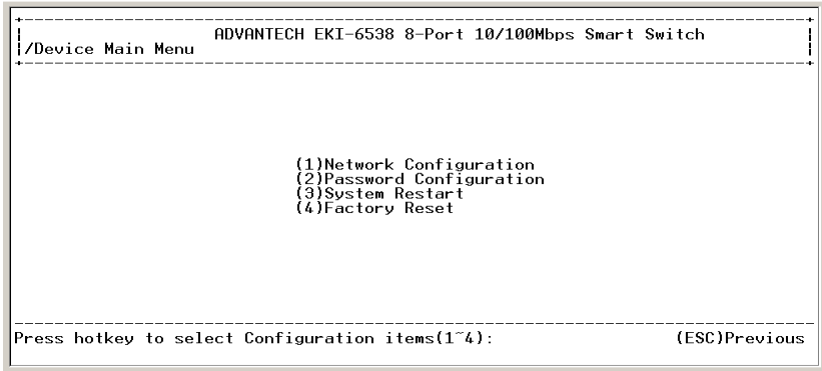 ADVANTECH EKI-6538 8-Port 10/100Mbps Smart Switch
/Device Main Menu
(1)Network Configuration
(2)Password Configuration
(3)System Restart
(4)Factory Reset
Press hotkey to select Configuration items(1~4): (ESC)Previous